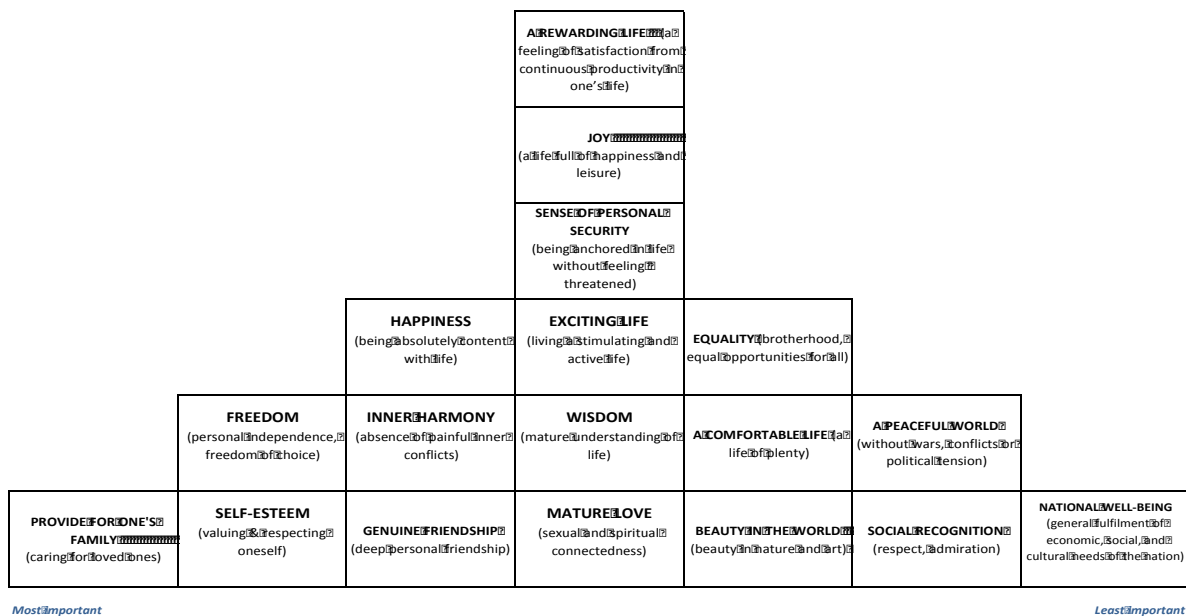 A REWARDING LIFE (a
feeling of satisfaction from
continuous productivity in
one's life)
JOY
(a life full of happiness and
leisure)
SENSE OF PERSONAL
SECURITY
(being anchored in life
without feeling
threatened)
HAPPINESS
(being absolutely content
with life)
EXCITING LIFE
(living a stimulating and
active life)
EQUALITY (brotherhood,
equal opportunities for all)
FREEDOM
(personal independence,
freedom of choice)
INNER HARMONY
(absence of painful inner
conflicts)
WISDOM
(mature understanding of
life)
A COMFORTABLE LIFE (a
life of plenty)
A PEACEFUL WORLD
(without wars, conflicts or
political tension)
PROVIDE FOR ONE'S
FAMILY
(caring for loved ones)
SELF-ESTEEM
(valuing & respecting
oneself)
GENUINE FRIENDSHIP
(deep personal friendship)
MATURE LOVE
(sexual and spiritual
connectedness)
BEAUTY IN THE WORLD
(beauty in nature and art)
SOCIAL RECOGNITION
(respect, admiration)
NATIONAL WELL-BEING
(general fulfilment of
economic, social, and
cultural needs of the nation)
Most important
Least important